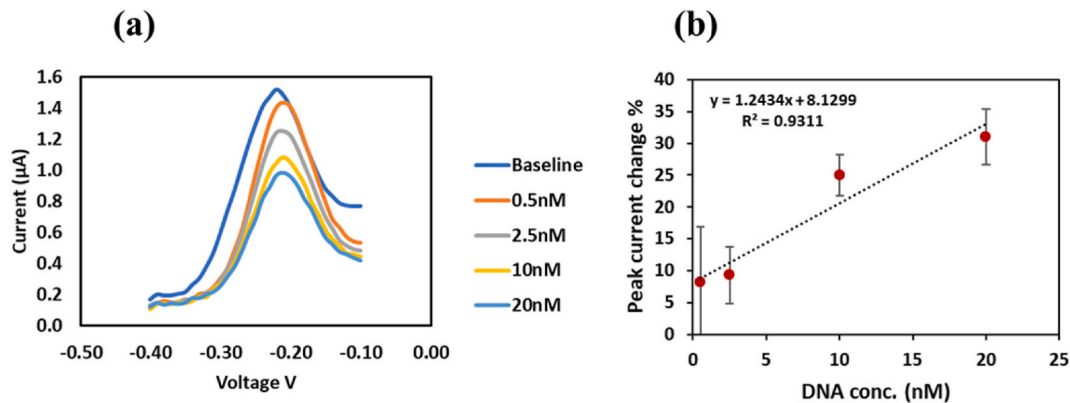 (a)
1.6
1.4
1.2
1.0
0.8
0.6
0.4
0.2
0.0
Current (μA)
-0.50 -0.40 -0.30 -0.20 -0.10 0.00
Voltage V
Baseline
0.5nM
2.5nM
10nM
20nM
(b)
40
35
30
25
20
15
10
5
0
Peak current change %
y = 1.2434x + 8.1299
R² = 0.9311
0 5 10 15 20 25
DNA conc. (nM)